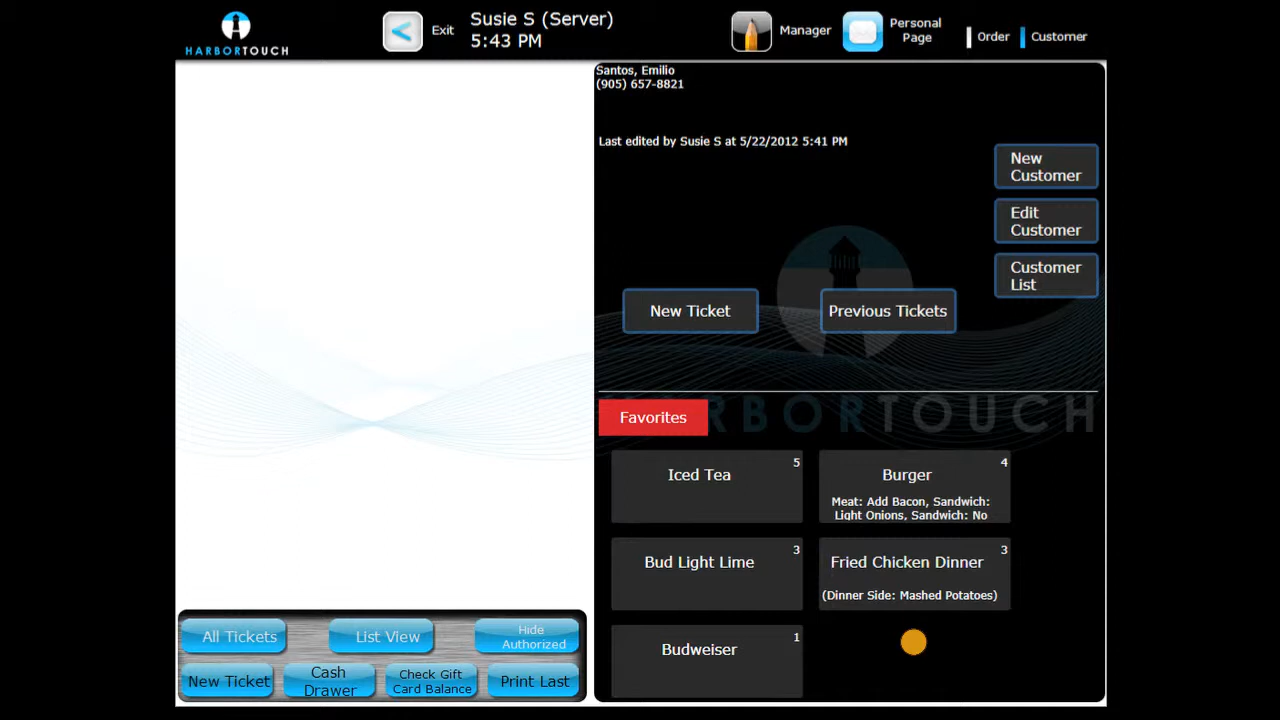 HARBORTOUCH
Exit
Susie S (Server)
5:43 PM
Manager
Personal
Page
Order
Customer
Santos, Emilio
(905) 657-8821
Last edited by Susie S at 5/22/2012 5:41 PM
New
Customer
Edit
Customer
Customer
List
New Ticket
Previous Tickets
HARBORTOUCH
Favorites
Iced Tea
5
Burger
4
Meat: Add Bacon, Sandwich:
Light Onions, Sandwich: No
Bud Light Lime
3
Fried Chicken Dinner
3
(Dinner Side: Mashed Potatoes)
Budweiser
1
All Tickets
List View
Hide
Authorized
New Ticket
Cash
Drawer
Check Gift
Card Balance
Print Last